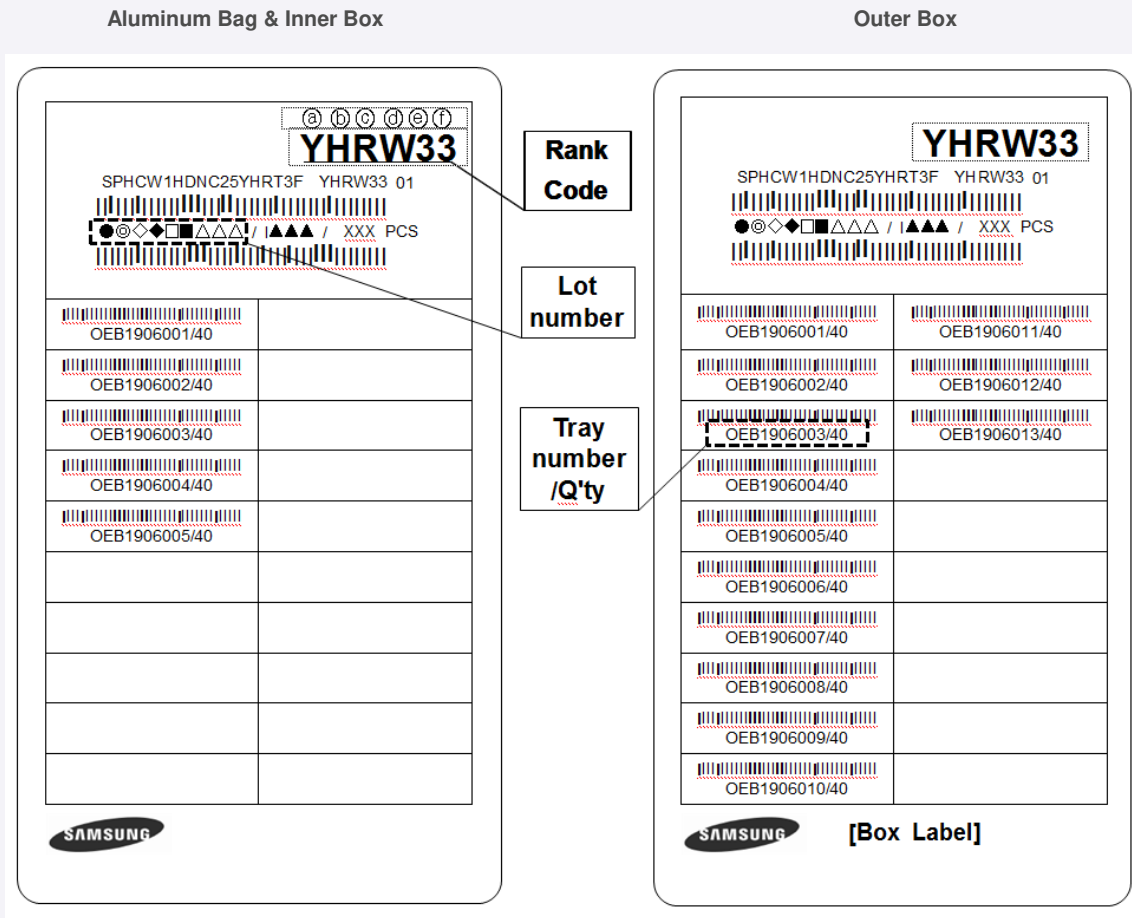 Aluminum Bag & Inner Box
ⓐ ⓑ ⓒ ⓓ ⓔ ⓕ
YHRW33
SPHCW1HDNC25YHRT3F YHRW33 01
●◎◇◆□■△△△ / I▲▲▲ / XXX PCS
OEB1906001/40
OEB1906002/40
OEB1906003/40
OEB1906004/40
OEB1906005/40
SAMSUNG
Rank
Code
Lot
number
Tray
number
/Q'ty
Outer Box
YHRW33
SPHCW1HDNC25YHRT3F YHRW33 01
●◎◇◆□■△△△ / I▲▲▲ / XXX PCS
OEB1906001/40 OEB1906011/40
OEB1906002/40 OEB1906012/40
OEB1906003/40 OEB1906013/40
OEB1906004/40
OEB1906005/40
OEB1906006/40
OEB1906007/40
OEB1906008/40
OEB1906009/40
OEB1906010/40
SAMSUNG [Box Label]